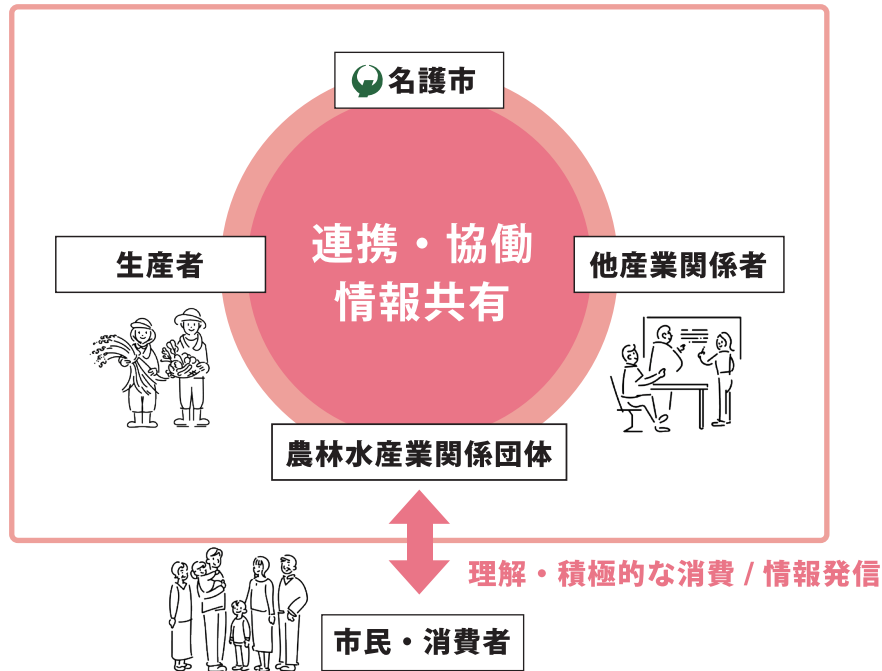 名護市
生産者
連携・協働
情報共有
他産業関係者
農林水産業関係団体
理解・積極的な消費 / 情報発信
市民・消費者